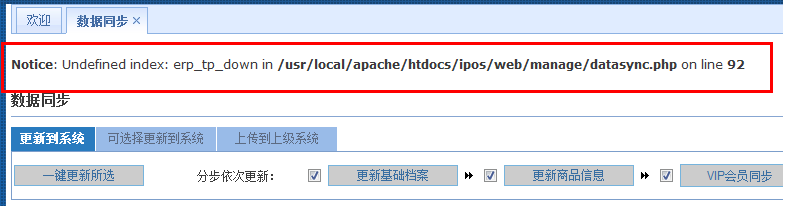 欢迎 数据同步 ×
Notice: Undefined index: erp_tp_down in /usr/local/apache/htdocs/ipos/web/manage/datasync.php on line 92
数据同步
更新到系统 可选择更新到系统 上传到上级系统
一键更新所选 分步依次更新： 更新基础档案 更新商品信息 VIP会员同步